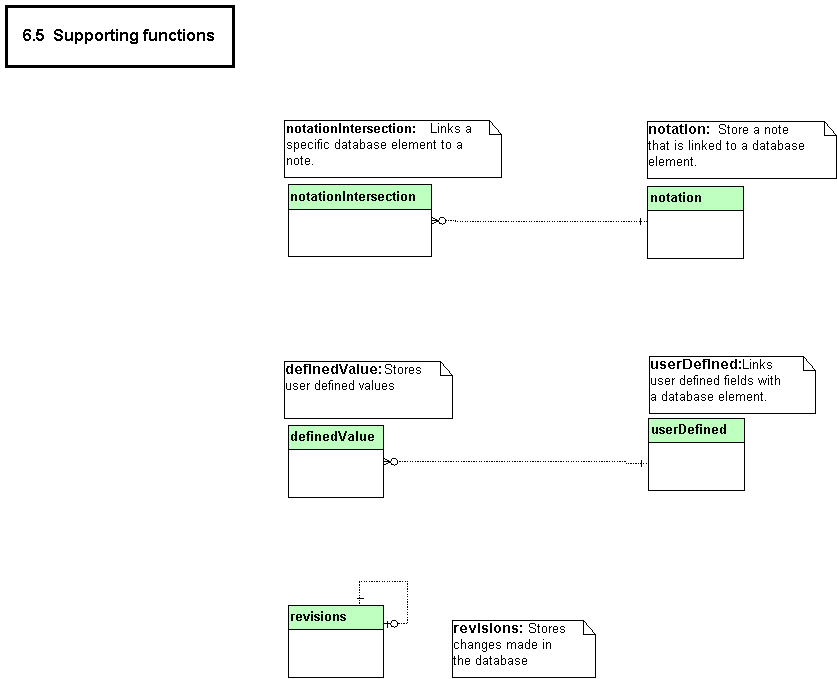 6.5 Supporting functions
notationIntersection: Links a
specific database element to a
note.
notation: Store a note
that is linked to a database
element.
notationIntersection
notation
definedValue: Stores
user defined values
userDefined:Links
user defined fields with
a database element.
definedValue
userDefined
revisions
revisions: Stores
changes made in
the database